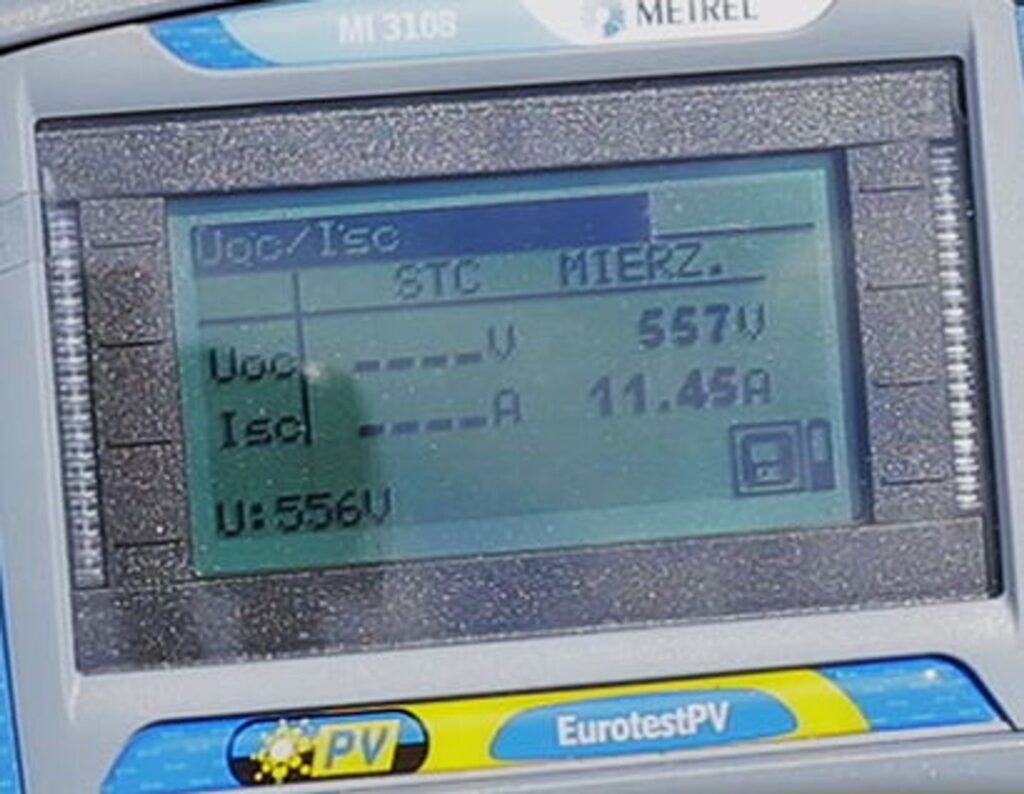 MI 3108
METREL
Uoc/Isc
STC MIERZ.
Uoc ----V 557V
Isc ----A 11.45A
U:556V
PV
EurotestPV